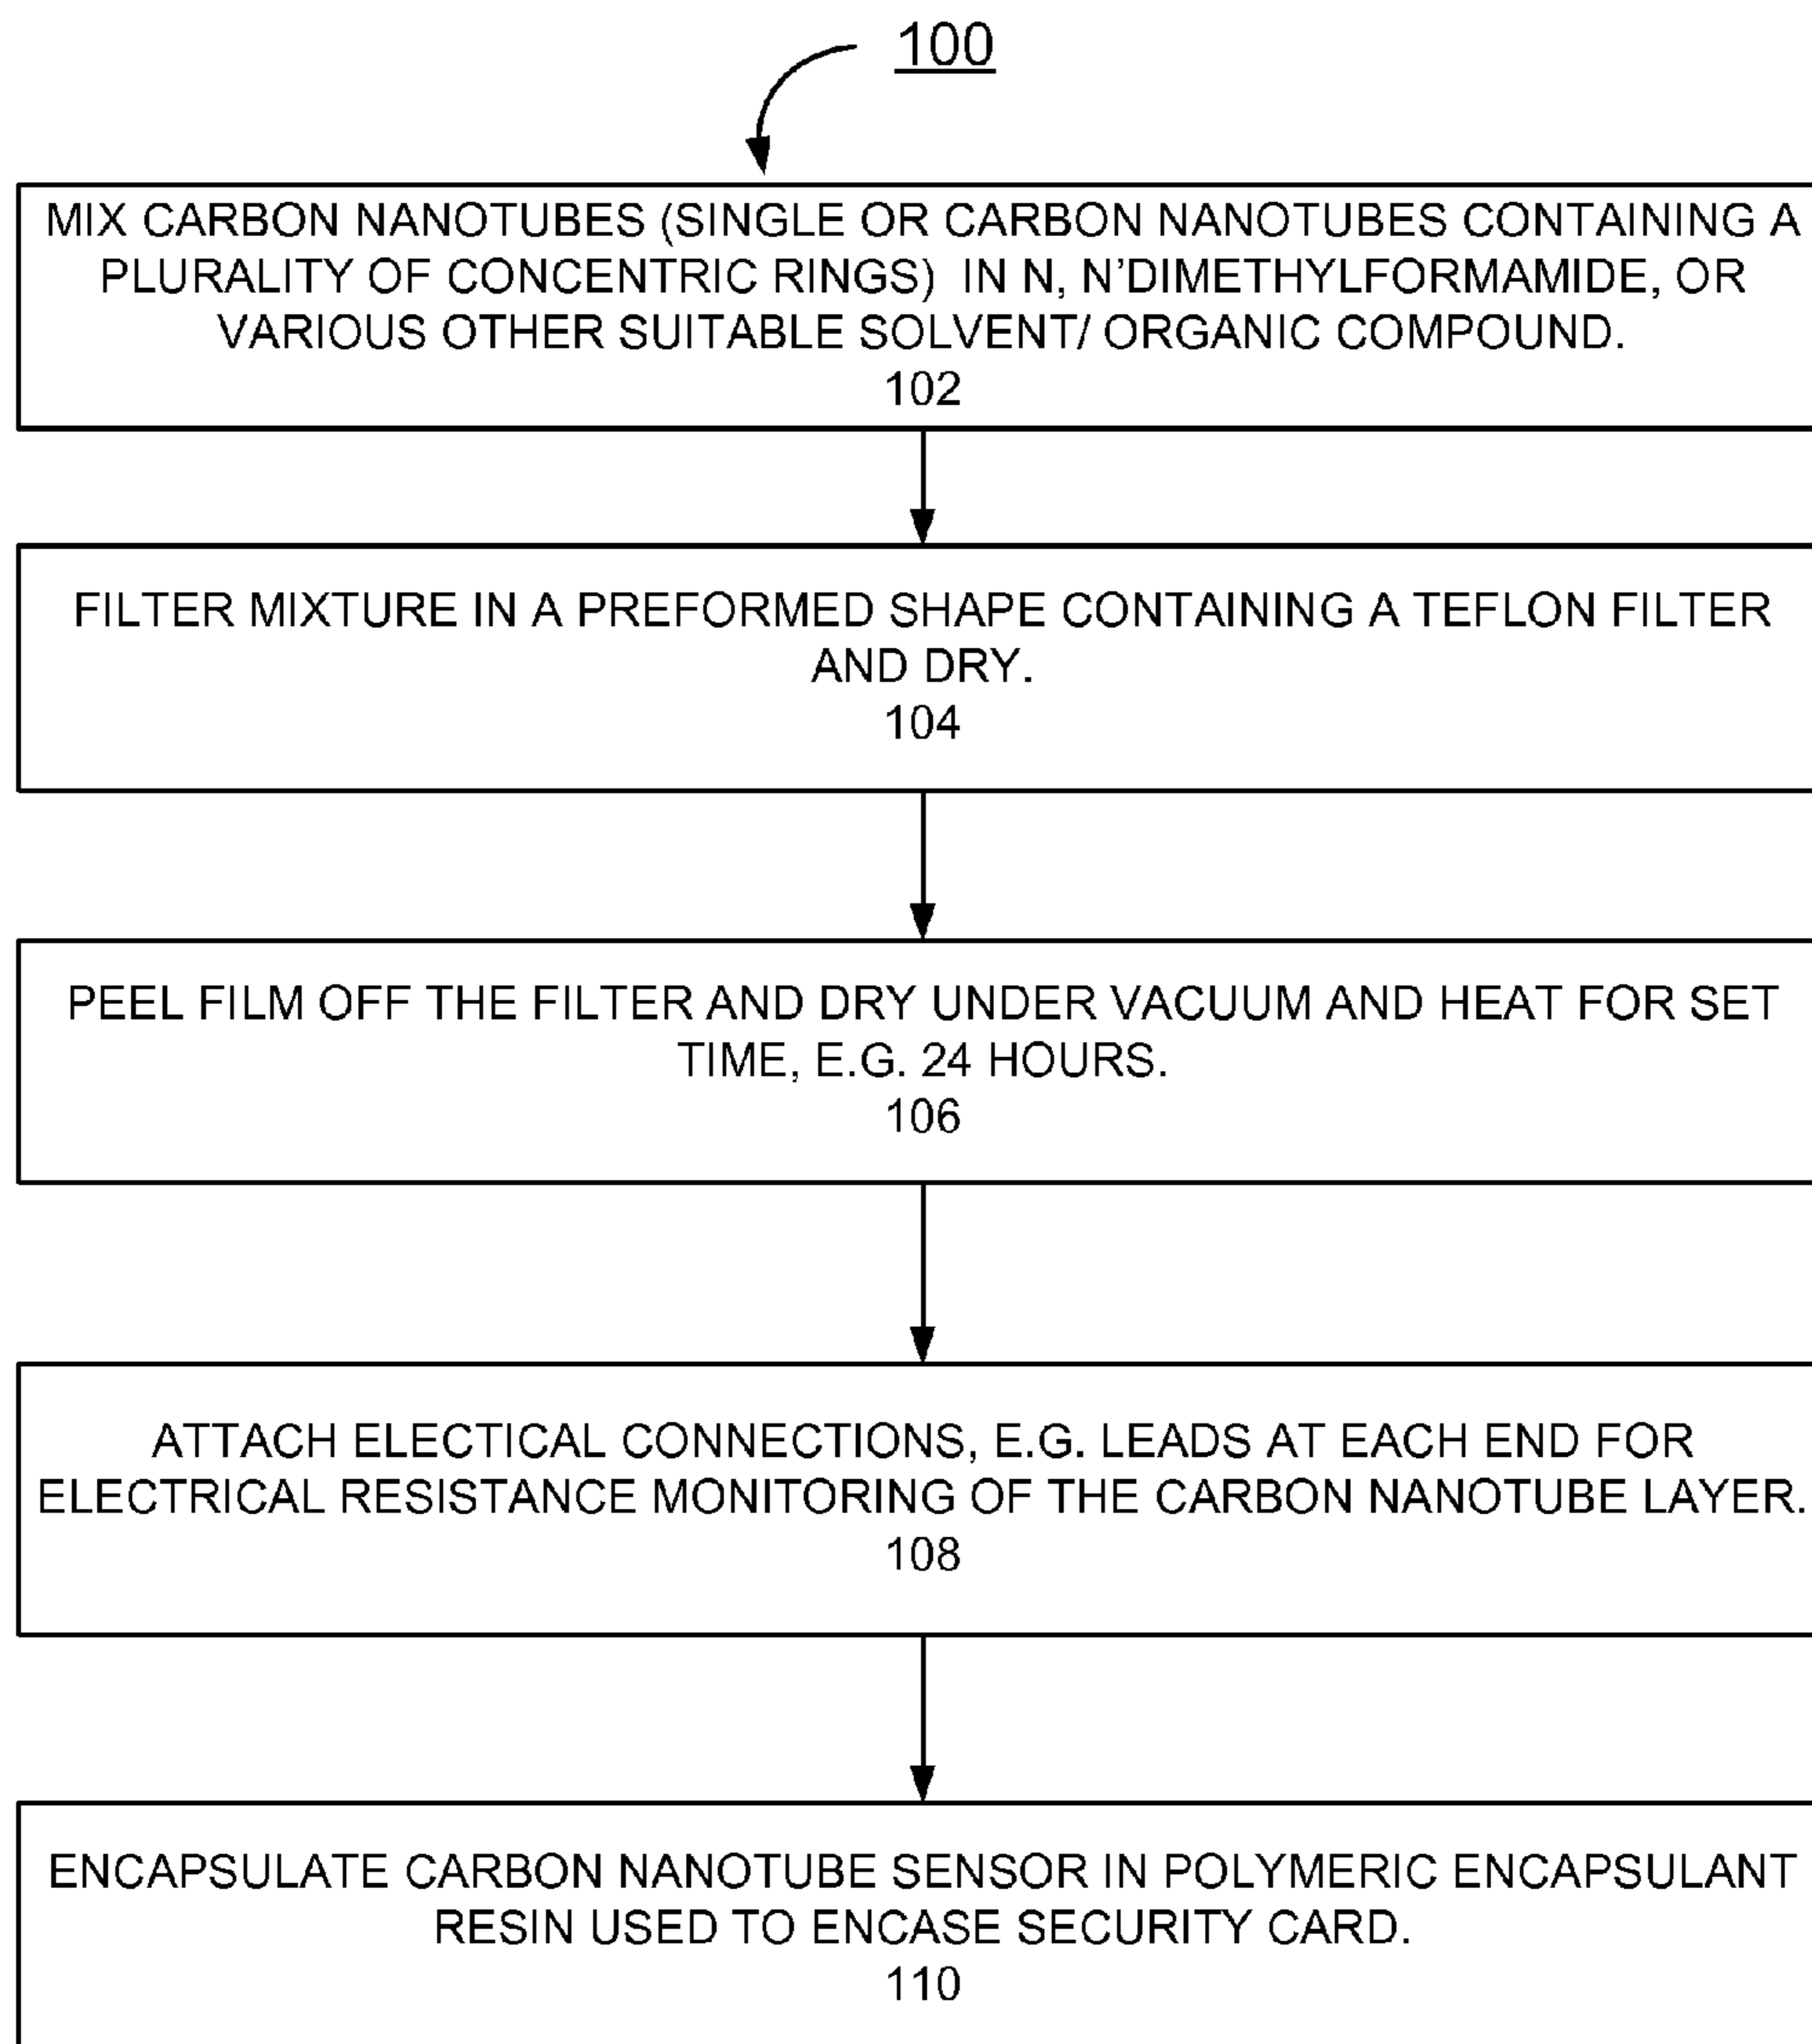 100
MIX CARBON NANOTUBES (SINGLE OR CARBON NANOTUBES CONTAINING A
PLURALITY OF CONCENTRIC RINGS) IN N, N'DIMETHYLFORMAMIDE, OR
VARIOUS OTHER SUITABLE SOLVENT/ ORGANIC COMPOUND.
102
FILTER MIXTURE IN A PREFORMED SHAPE CONTAINING A TEFLON FILTER
AND DRY.
104
PEEL FILM OFF THE FILTER AND DRY UNDER VACUUM AND HEAT FOR SET
TIME, E.G. 24 HOURS.
106
ATTACH ELECTICAL CONNECTIONS, E.G. LEADS AT EACH END FOR
ELECTRICAL RESISTANCE MONITORING OF THE CARBON NANOTUBE LAYER.
108
ENCAPSULATE CARBON NANOTUBE SENSOR IN POLYMERIC ENCAPSULANT
RESIN USED TO ENCASE SECURITY CARD.
110